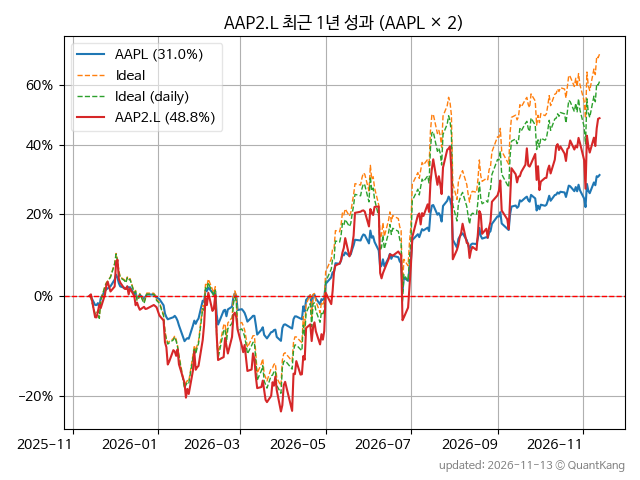 AAP2.L 최근 1년 성과 (AAPL × 2)
AAPL (31.0%)
Ideal
Ideal (daily)
AAP2.L (48.8%)
60%
40%
20%
0%
−20%
2025-11
2026-01
2026-03
2026-05
2026-07
2026-09
2026-11
updated: 2026-11-13 © QuantKang